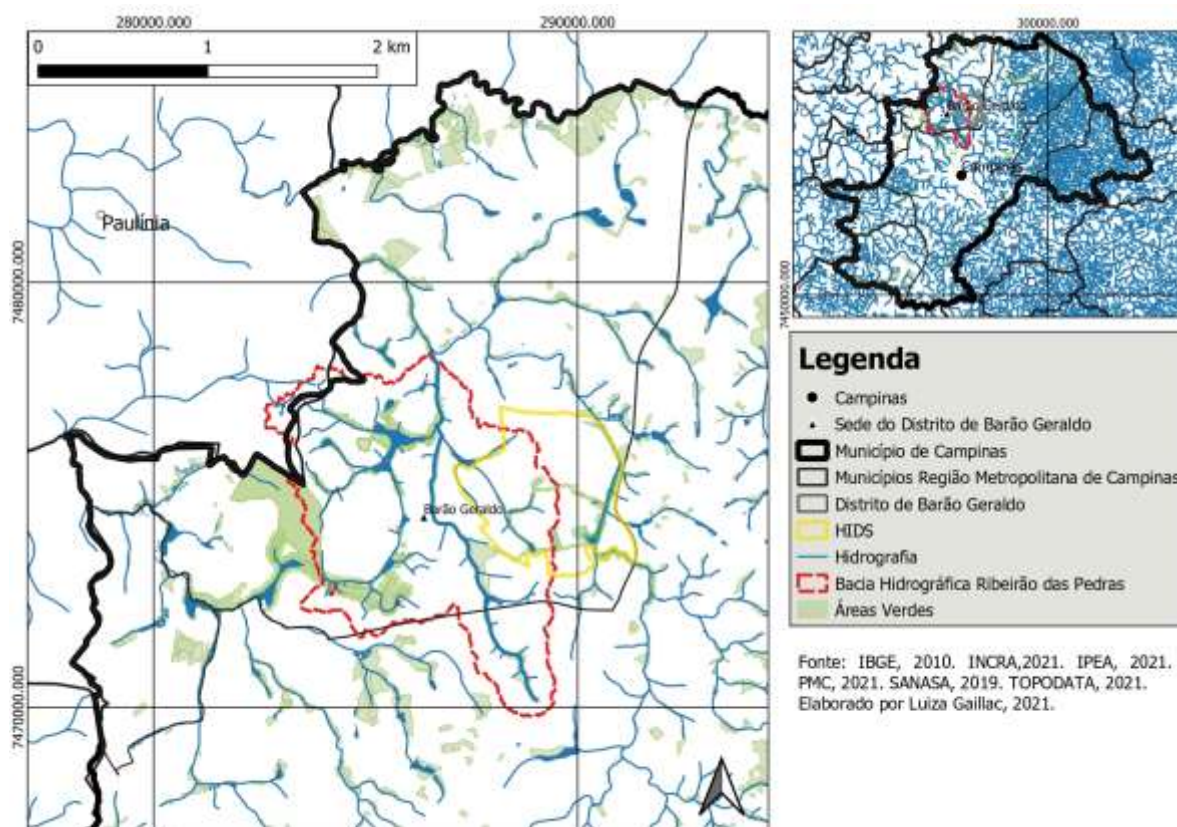 280000.000
290000.000
0 1 2 km
7480000.000
7470000.000
Paulínia
Barão Geraldo
300000.000
7450000.000
Barão Geraldo
Campinas
Legenda
Campinas
Sede do Distrito de Barão Geraldo
Município de Campinas
Municípios Região Metropolitana de Campinas
Distrito de Barão Geraldo
HIDS
Hidrografia
Bacia Hidrográfica Ribeirão das Pedras
Áreas Verdes
Fonte: IBGE, 2010. INCRA,2021. IPEA, 2021.
PMC, 2021. SANASA, 2019. TOPODATA, 2021.
Elaborado por Luiza Gaillac, 2021.